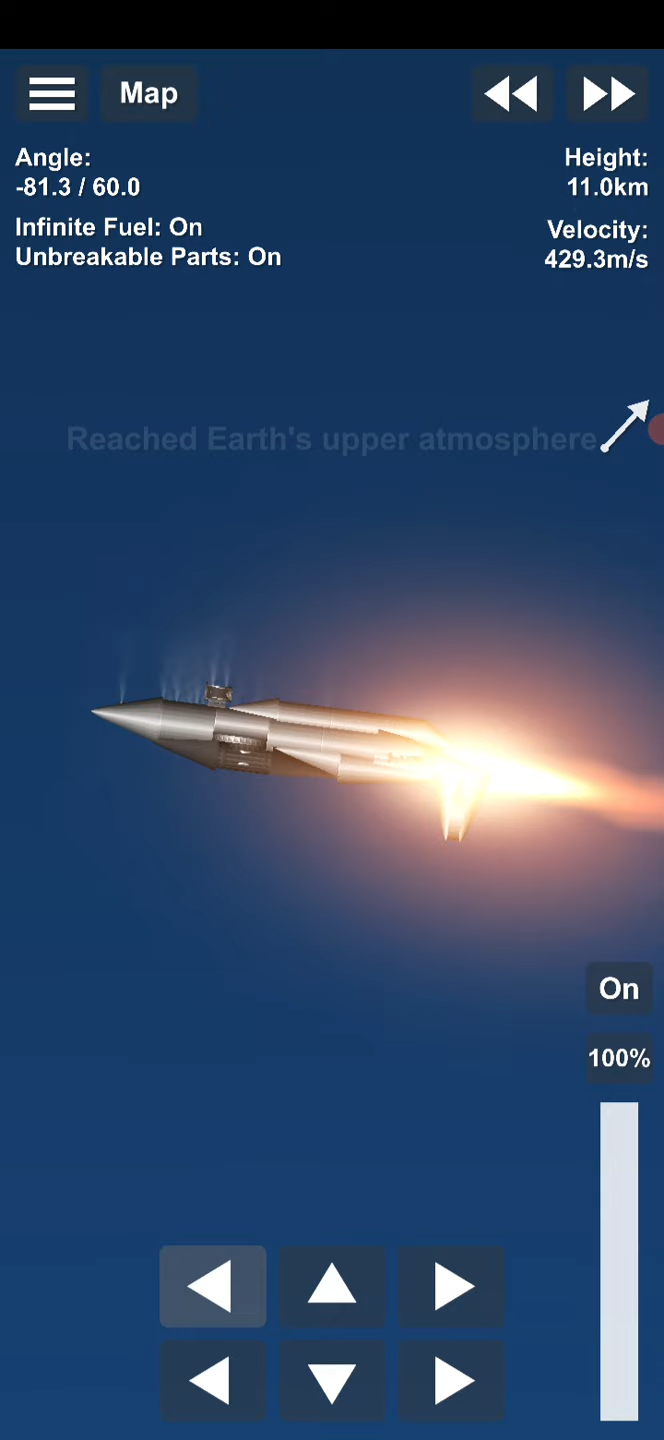 Map
Angle:
-81.3 / 60.0
Infinite Fuel: On
Unbreakable Parts: On
Height:
11.0km
Velocity:
429.3m/s
Reached Earth's upper atmosphere
On
100%